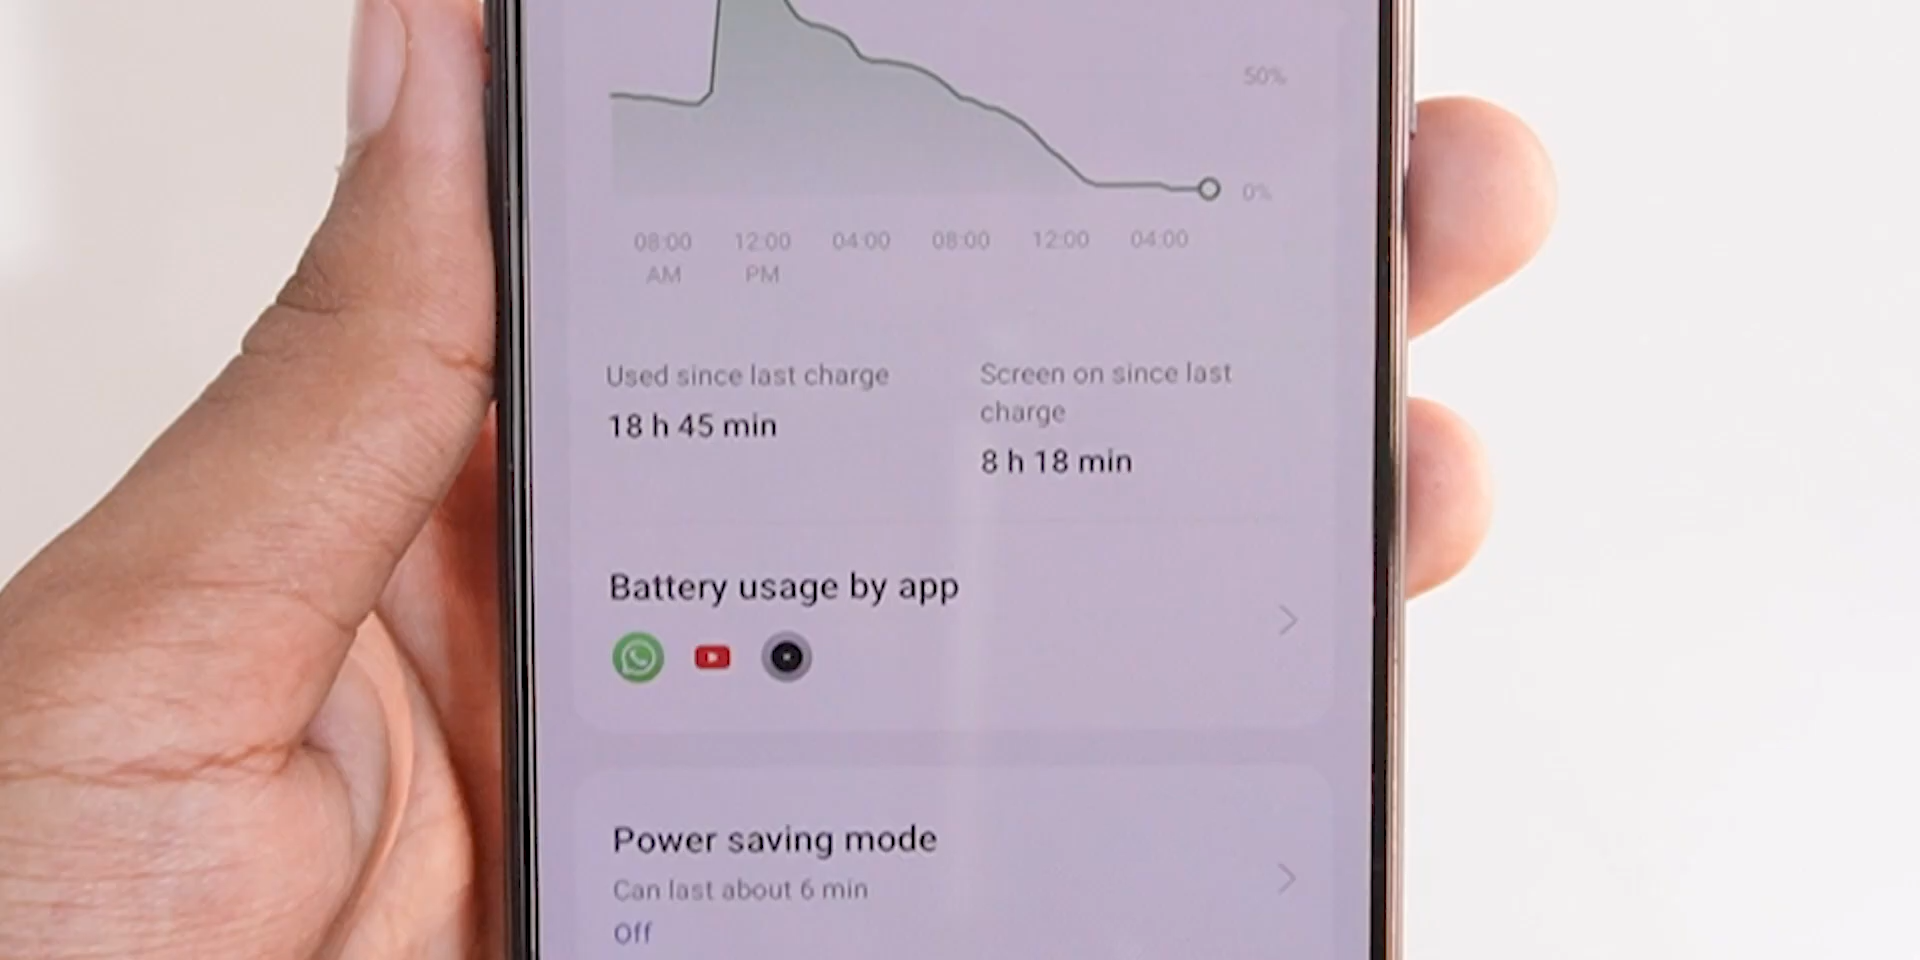 50%
0%
08:00 12:00 04:00 08:00 12:00 04:00
AM PM
Used since last charge
18 h 45 min
Screen on since last
charge
8 h 18 min
Battery usage by app
Power saving mode
Can last about 6 min
Off